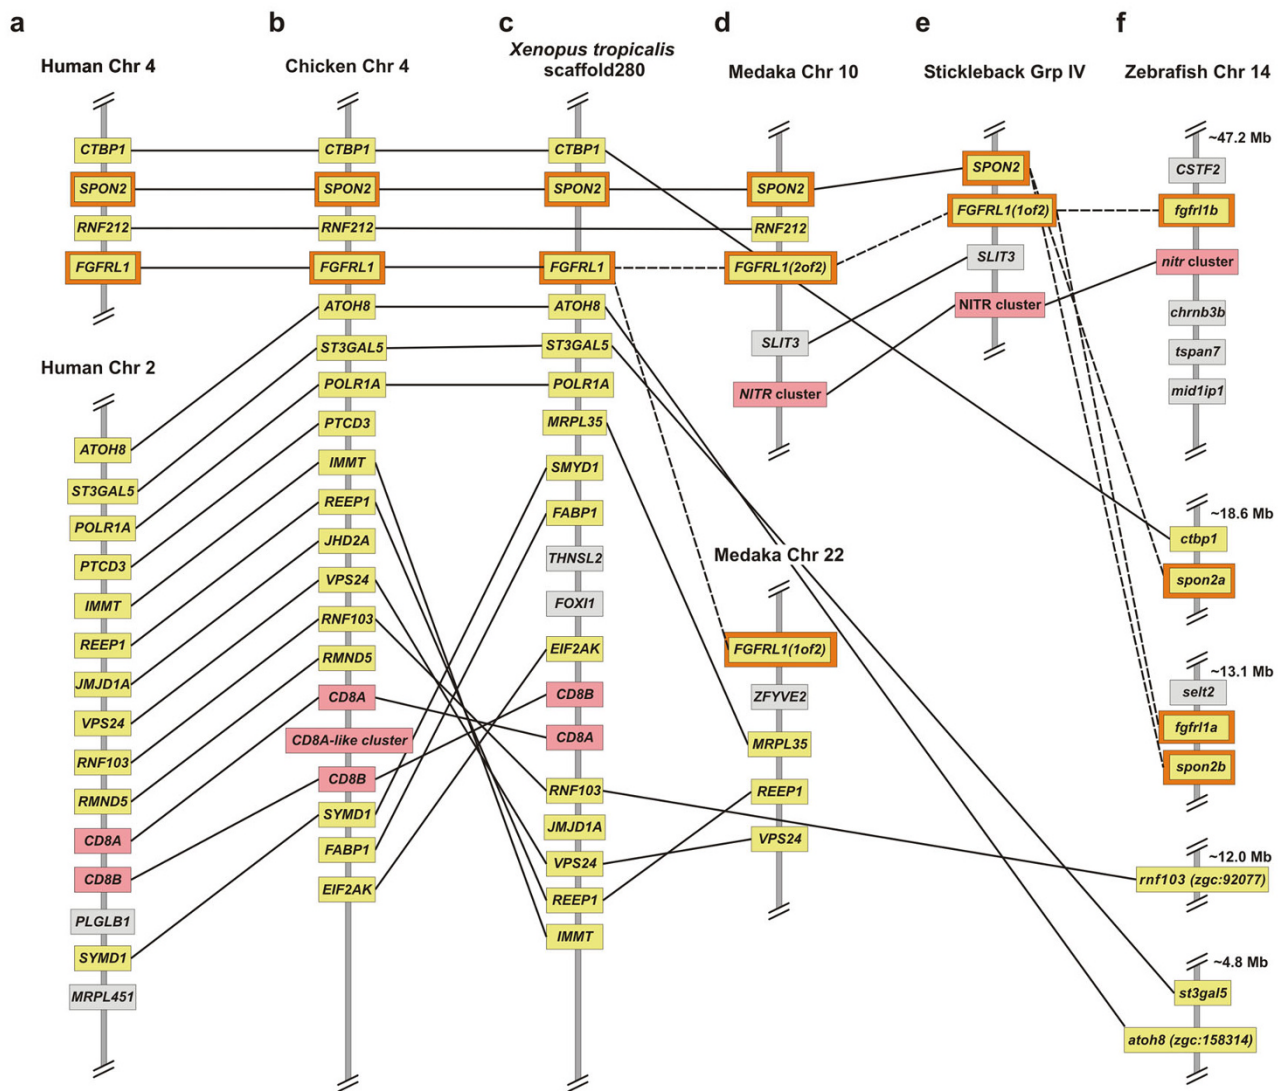 a
b
c
d
e
f
Human Chr 4
CTBP1
SPON2
RNF212
FGFRL1
Human Chr 2
ATOH8
ST3GAL5
POLR1A
PTCD3
IMMT
REEP1
JMJD1A
VPS24
RNF103
RMND5
CD8A
CD8B
PLGLB1
SYMD1
MRPL451
Chicken Chr 4
CTBP1
SPON2
RNF212
FGFRL1
ATOH8
ST3GAL5
POLR1A
PTCD3
IMMT
REEP1
JHD2A
VPS24
RNF103
RMND5
CD8A
CD8A-like cluster
CD8B
SYMD1
FABP1
EIF2AK
Xenopus tropicalis
scaffold280
CTBP1
SPON2
FGFRL1
ATOH8
ST3GAL5
POLR1A
MRPL35
SMYD1
FABP1
THNSL2
FOXI1
EIF2AK
CD8B
CD8A
RNF103
JMJD1A
VPS24
REEP1
IMMT
Medaka Chr 10
SPON2
RNF212
FGFRL1(2of2)
SLIT3
NITR cluster
Medaka Chr 22
FGFRL1(1of2)
ZFYVE2
MRPL35
REEP1
VPS24
Stickleback Grp IV
SPON2
FGFRL1(1of2)
SLIT3
NITR cluster
Zebrafish Chr 14
~47.2 Mb
CSTF2
fgfrl1b
nitr cluster
chrnb3b
tspan7
mid1ip1
~18.6 Mb
ctbp1
spon2a
~13.1 Mb
selt2
fgfrl1a
spon2b
~12.0 Mb
rnf103 (zgc:92077)
~4.8 Mb
st3gal5
atoh8 (zgc:158314)